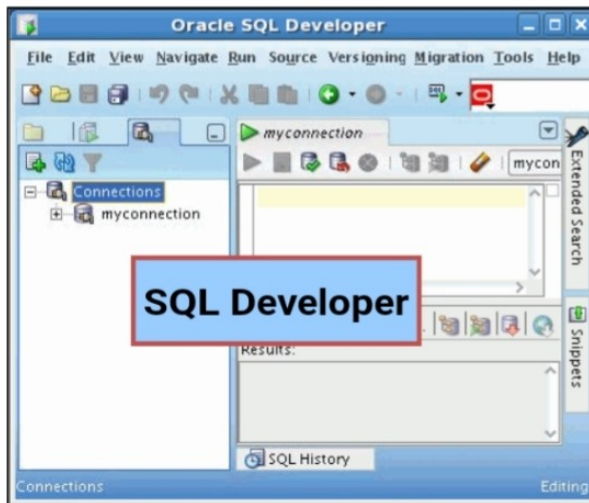 Oracle SQL Developer
File Edit View Navigate Run Source Versioning Migration Tools Help
myconnection
mycon
Connections
myconnection
Extended Search
SQL Developer
Snippets
Results:
SQL History
Connections Editing